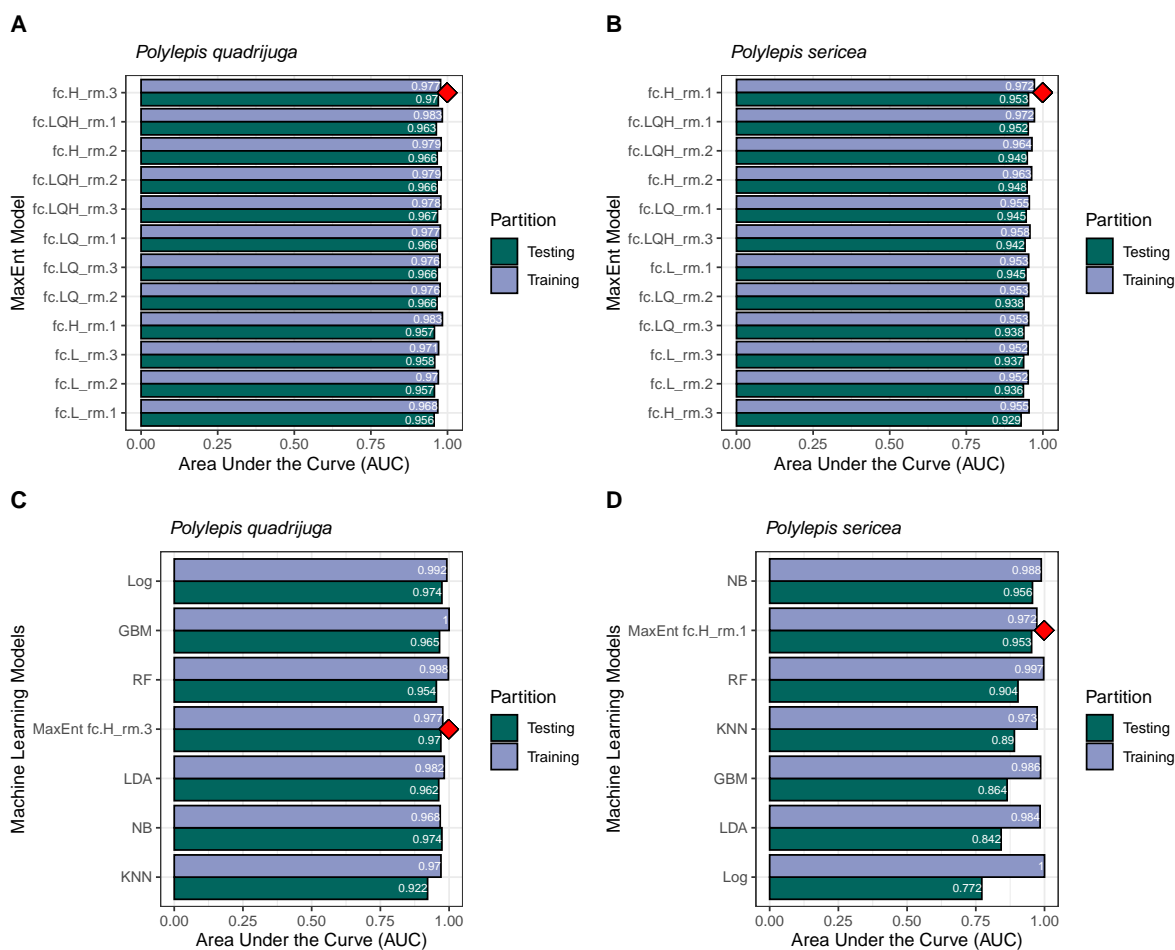 A
Polylepis quadrijuga
MaxEnt Model
fc.H_rm.3
0.977
0.97
fc.LQH_rm.1
0.983
0.963
fc.H_rm.2
0.979
0.966
fc.LQH_rm.2
0.979
0.966
fc.LQH_rm.3
0.978
0.967
fc.LQ_rm.1
0.977
0.966
fc.LQ_rm.3
0.976
0.966
fc.LQ_rm.2
0.976
0.966
fc.H_rm.1
0.983
0.957
fc.L_rm.3
0.971
0.958
fc.L_rm.2
0.97
0.957
fc.L_rm.1
0.968
0.956
0.00 0.25 0.50 0.75 1.00
Area Under the Curve (AUC)
Partition
Testing
Training
B
Polylepis sericea
MaxEnt Model
fc.H_rm.1
0.972
0.953
fc.LQH_rm.1
0.972
0.952
fc.LQH_rm.2
0.964
0.949
fc.H_rm.2
0.963
0.948
fc.LQ_rm.1
0.955
0.945
fc.LQH_rm.3
0.958
0.942
fc.L_rm.1
0.953
0.945
fc.LQ_rm.2
0.953
0.938
fc.LQ_rm.3
0.953
0.938
fc.L_rm.3
0.952
0.937
fc.L_rm.2
0.952
0.936
fc.H_rm.3
0.955
0.929
0.00 0.25 0.50 0.75 1.00
Area Under the Curve (AUC)
Partition
Testing
Training
C
Polylepis quadrijuga
Machine Learning Models
Log
0.992
0.974
GBM
1
0.965
RF
0.998
0.954
MaxEnt fc.H_rm.3
0.977
0.97
LDA
0.982
0.962
NB
0.968
0.974
KNN
0.97
0.922
0.00 0.25 0.50 0.75 1.00
Area Under the Curve (AUC)
Partition
Testing
Training
D
Polylepis sericea
Machine Learning Models
NB
0.988
0.956
MaxEnt fc.H_rm.1
0.972
0.953
RF
0.997
0.904
KNN
0.973
0.89
GBM
0.986
0.864
LDA
0.984
0.842
Log
1
0.772
0.00 0.25 0.50 0.75 1.00
Area Under the Curve (AUC)
Partition
Testing
Training